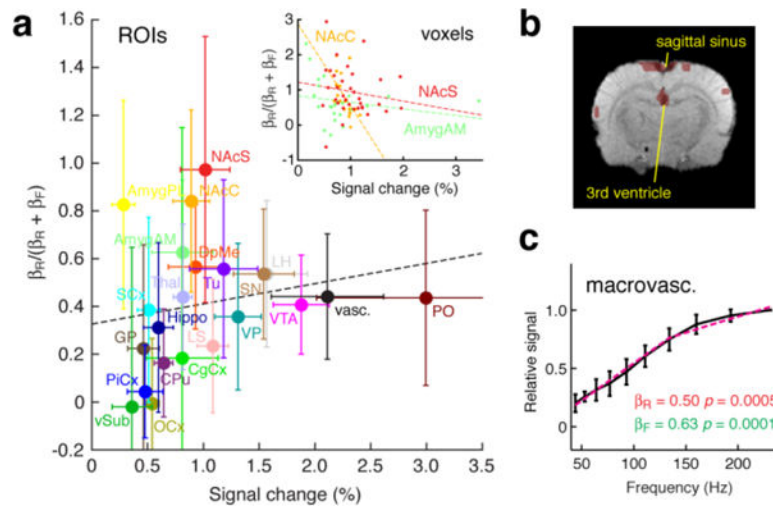 a
ROIs
βR/(βR + βF)
1.6
1.4
1.2
1.0
0.8
0.6
0.4
0.2
0
-0.2
0
0.5
1.0
1.5
2.0
2.5
3.0
3.5
Signal change (%)
NAcS
AmygPl
NAcC
AmygAM
DpMe
LH
SCx
Thal
Tu
SN
Hippo
vasc.
PO
VTA
VP
GP
LS
PiCx
CPu
CgCx
vSub
OCx
voxels
βR/(βR + βF)
3
2
1
0
-1
0
1
2
3
Signal change (%)
NAcC
NAcS
AmygAM
b
sagittal sinus
3rd ventricle
c
macrovasc.
Relative signal
1.0
0.5
0
50
100
150
200
Frequency (Hz)
βR = 0.50 p = 0.0005
βF = 0.63 p = 0.0001